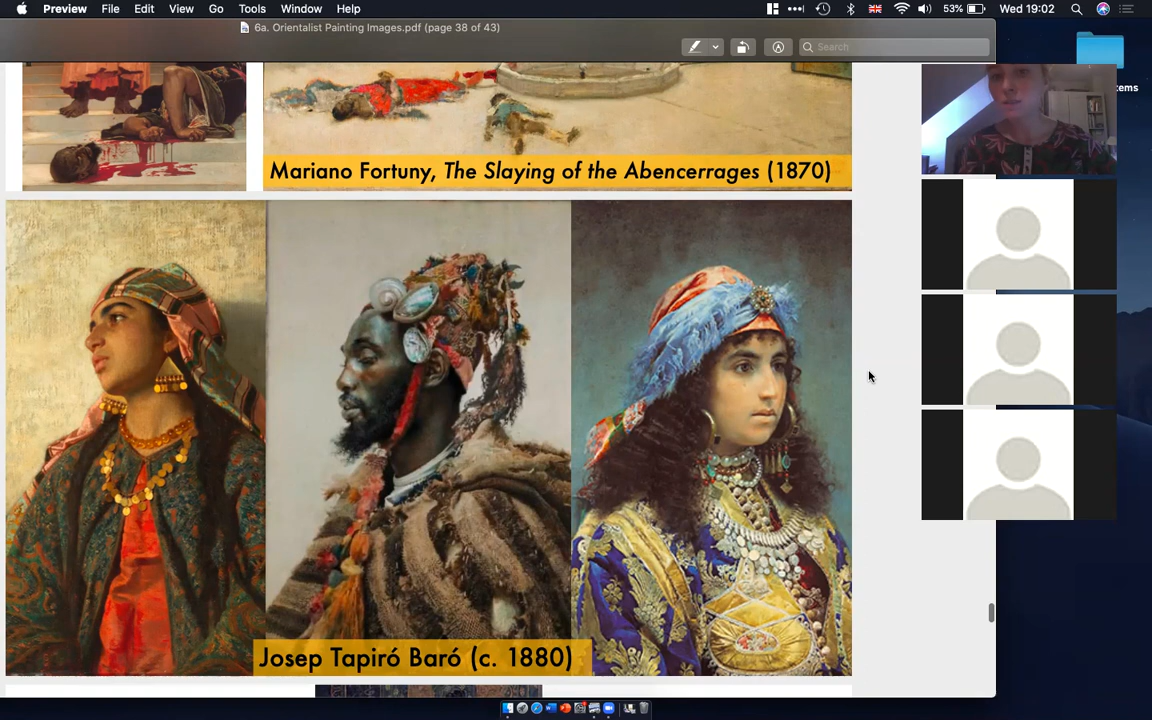 Preview File Edit View Go Tools Window Help 53% Wed 19:02
6a. Orientalist Painting Images.pdf (page 38 of 43)
Search
tems
Mariano Fortuny, The Slaying of the Abencerrages (1870)
Josep Tapiró Baró (c. 1880)